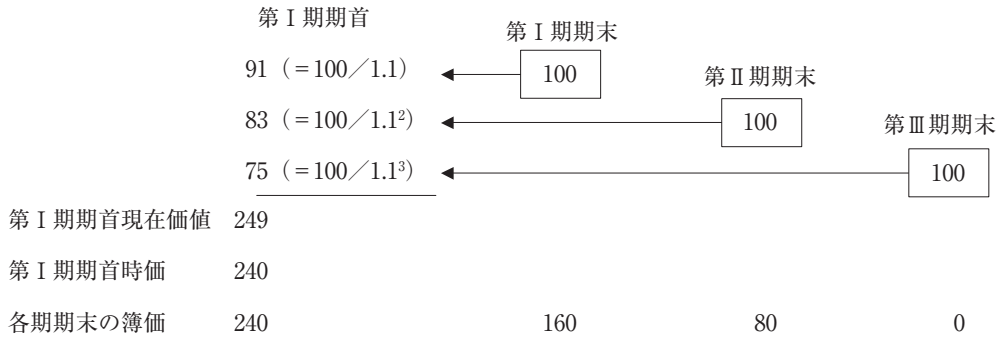 第Ⅰ期期首
第Ⅰ期期末
91（＝100／1.1）
100
第Ⅱ期期末
83（＝100／1.1²）
100
第Ⅲ期期末
75（＝100／1.1³）
100
第Ⅰ期期首現在価値 249
第Ⅰ期期首時価 240
各期期末の簿価 240 160 80 0